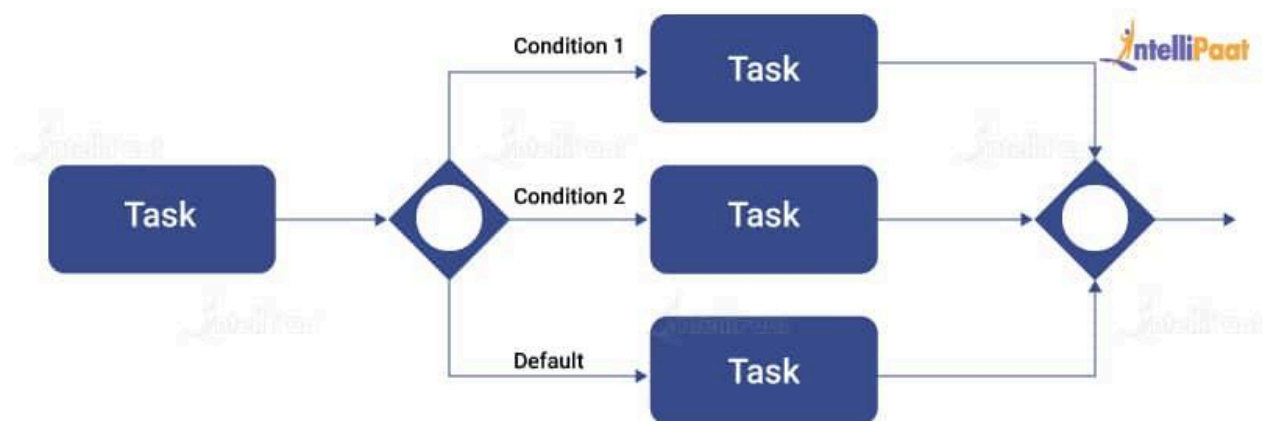 Condition 1
Task
IntelliPaat
Task
Condition 2
Task
Default
Task